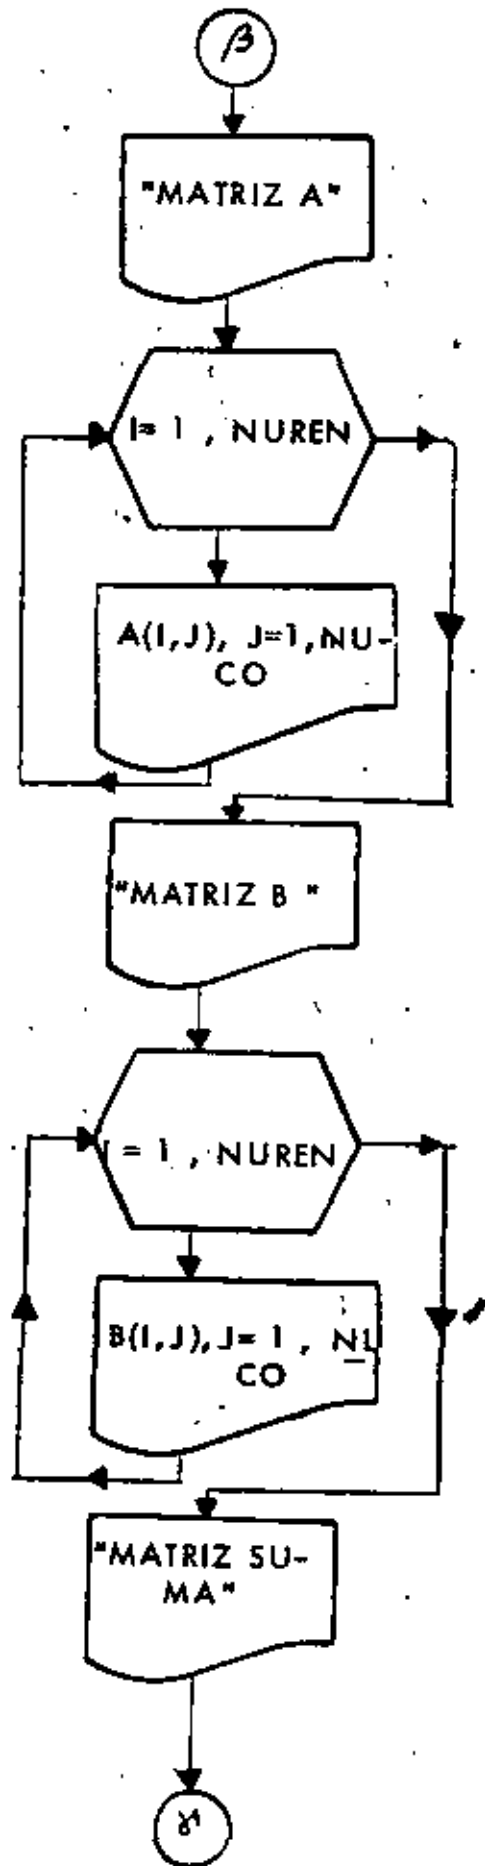 β
"MATRIZ A"
I= 1 , NUREN
A(I,J), J=1,NU-
CO
"MATRIZ B "
I = 1 , NUREN
B(I,J),J= 1 , NU
CO
"MATRIZ SU-
MA"
γ